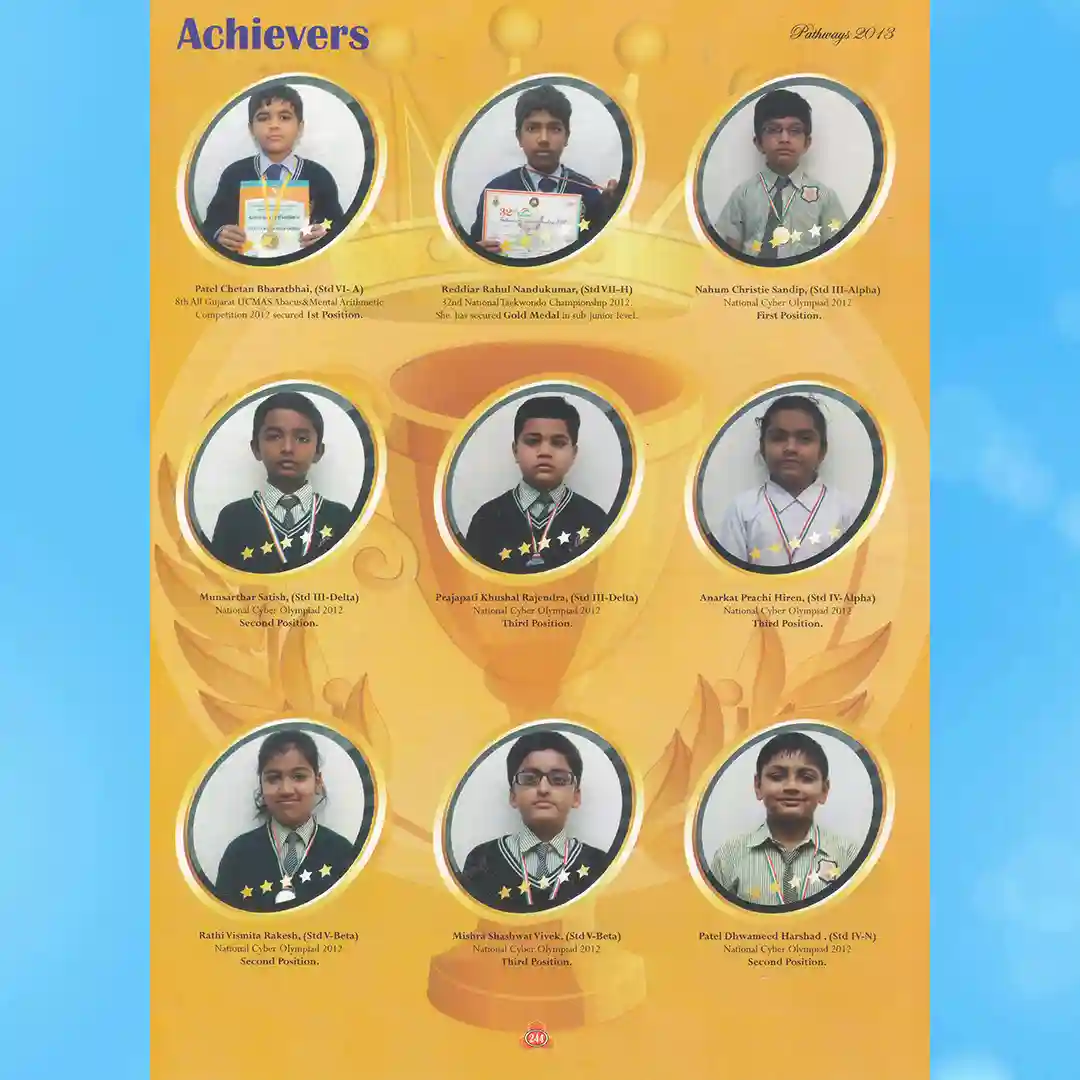 Achievers
Pathways 2013
Patel Chetan Bharatbhai, (Std VI- A)
8th All Gujarat UCMAS Abacus&Mental Arithmetic
Competition 2012 secured 1st Position.
Reddiar Rahul Nandukumar, (Std VII-H)
32nd National Taekwondo Championship 2012.
She has secured Gold Medal in sub junior level.
Nahum Christie Sandip, (Std III-Alpha)
National Cyber Olympiad 2012
First Position.
Munsarthar Satish, (Std III-Delta)
National Cyber Olympiad 2012
Second Position.
Prajapati Khushal Rajendra, (Std III-Delta)
National Cyber Olympiad 2012
Third Position.
Anarkat Prachi Hiren, (Std IV-Alpha)
National Cyber Olympiad 2012
Third Position.
Rathi Vismita Rakesh, (Std V-Beta)
National Cyber Olympiad 2012
Second Position.
Mishra Shashwat Vivek, (Std V-Beta)
National Cyber Olympiad 2012
Third Position.
Patel Dhwameed Harshad , (Std IV-N)
National Cyber Olympiad 2012
Second Position.
244